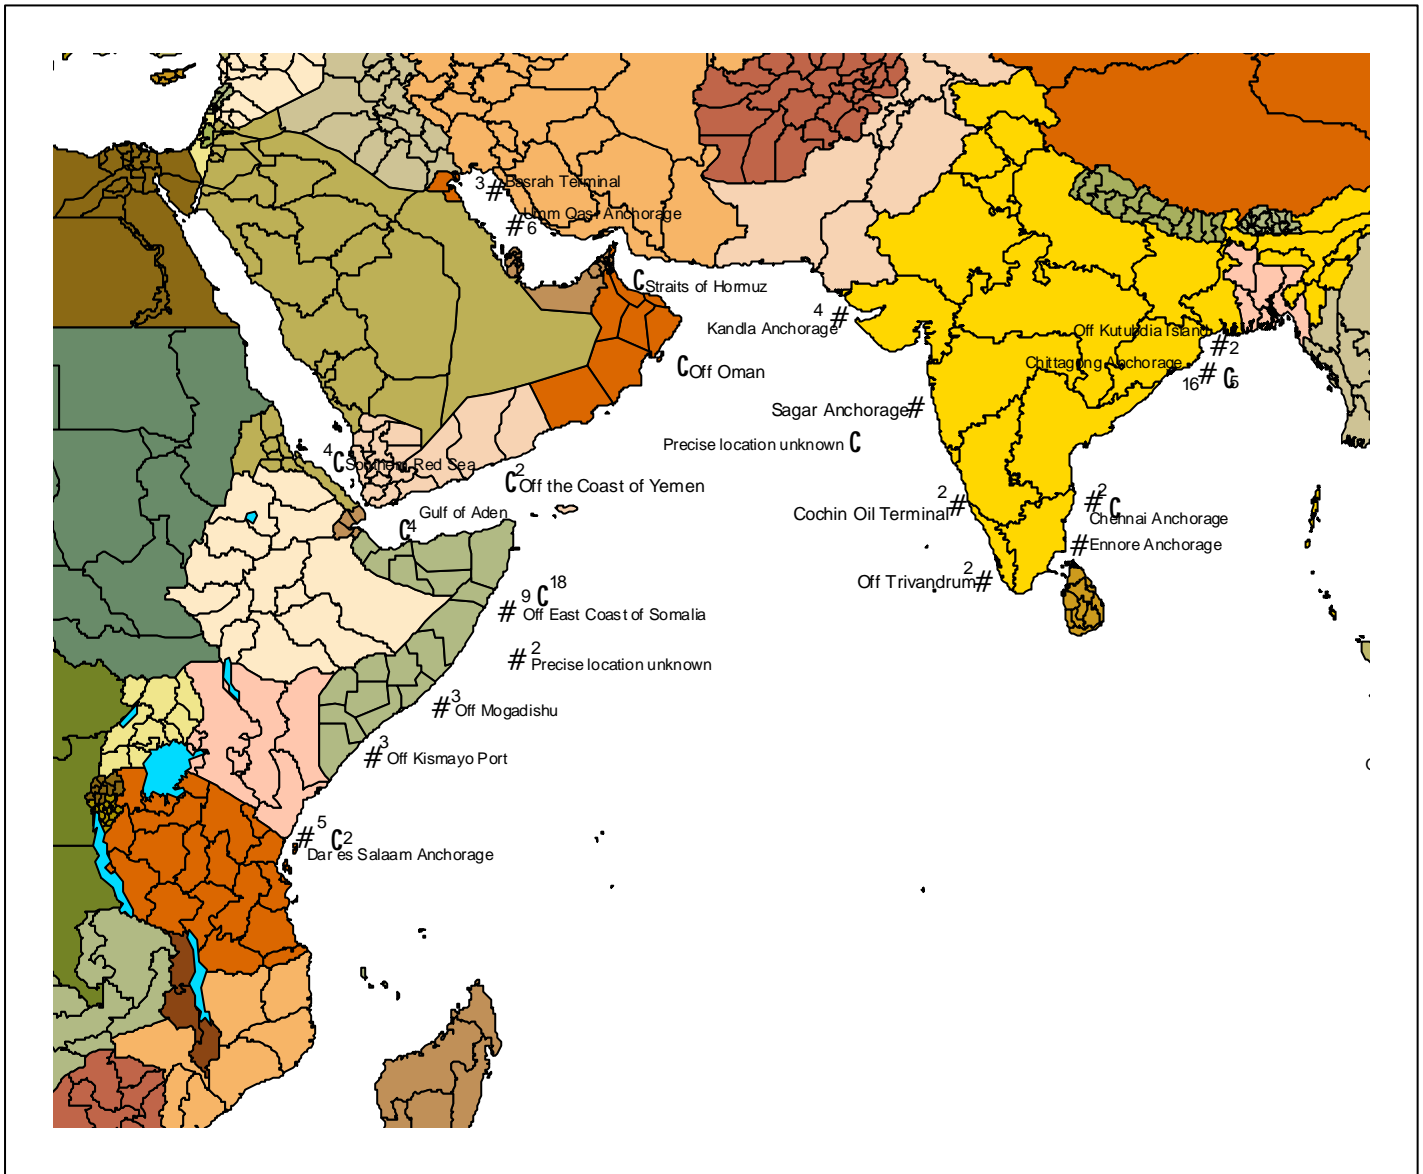 3 # Basrah Terminal
Umm Qasr Anchorage
# 6
C Straits of Hormuz
4 #
Kandla Anchorage
Off Kutubdia Island
# 2
Chittagong Anchorage
16 # C 5
C Off Oman
Sagar Anchorage #
Precise location unknown C
4 C Southern Red Sea
C 2 Off the Coast of Yemen
Gulf of Aden
C 4
2 #
Cochin Oil Terminal
# 2 C
Chennai Anchorage
# Ennore Anchorage
2
Off Trivandrum #
# 9 C 18
Off East Coast of Somalia
# 2
Precise location unknown
# 3
Off Mogadishu
# 3
Off Kismayo Port
# 5 C 2
Dar es Salaam Anchorage